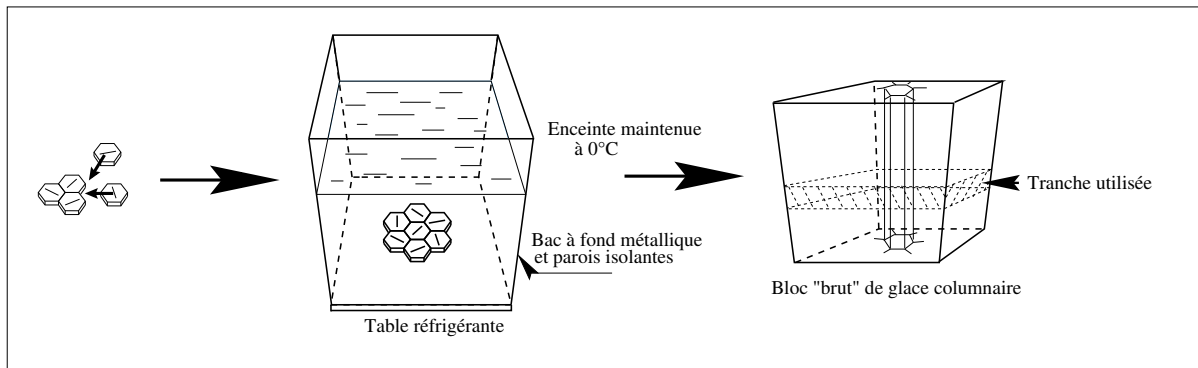 Enceinte maintenue
à 0°C
Bac à fond métallique
et parois isolantes
Table réfrigérante
Tranche utilisée
Bloc "brut" de glace columnaire